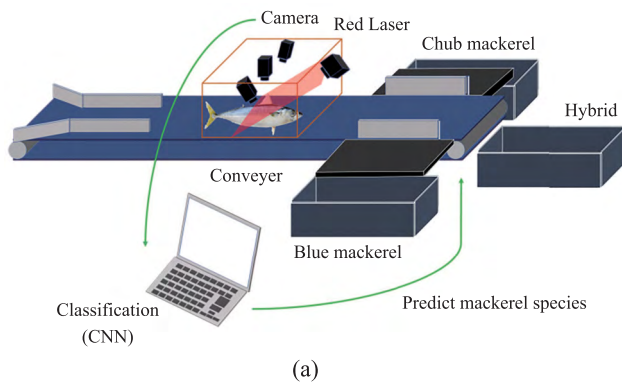 Camera
Red Laser
Chub mackerel
Hybrid
Conveyer
Blue mackerel
Classification
(CNN)
Predict mackerel species
(a)